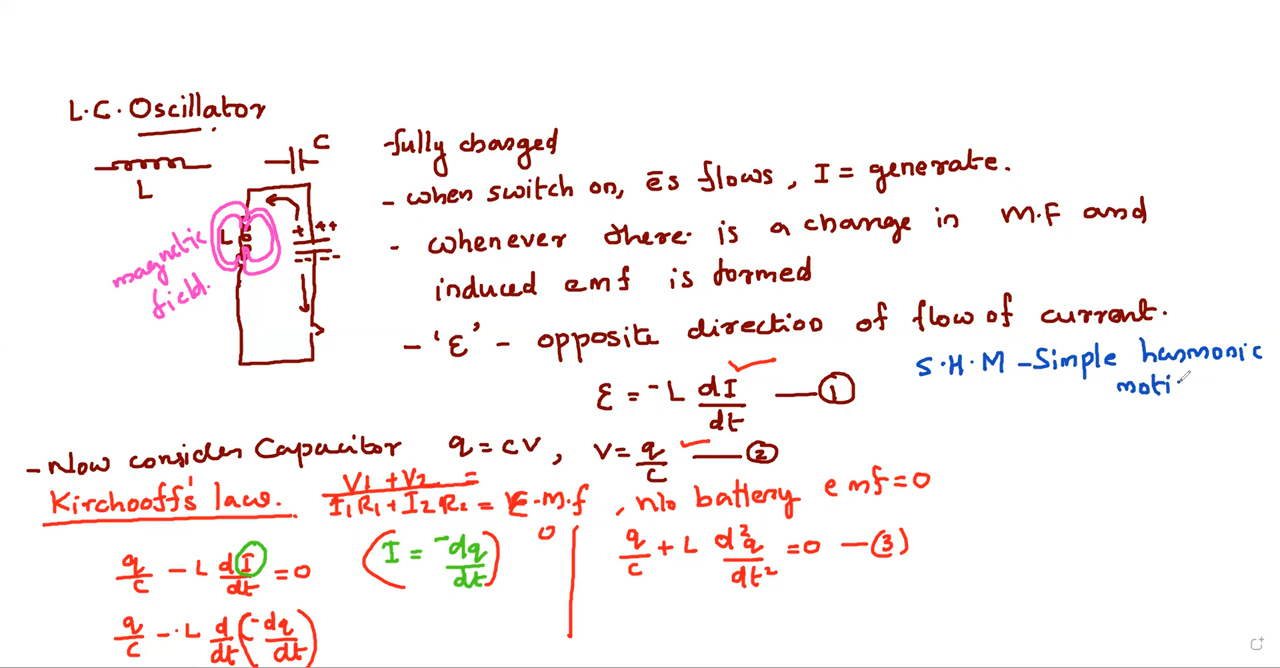 L.C. Oscillator
L
C
L
+ ++
magnetic
field.
-fully charged
- when switch on, ēs flows, I = generate.
- whenever there is a change in M.F and
induced emf is formed
- 'ε' - opposite direction of flow of current.
ε = -L dI/dt —①
S.H.M - Simple harmonic
moti
- Now consider Capacitor q = cv, v = q/c —②
Kirchooff's law. V1 + V2 =
I1R1 + I2R2 = E.M.f, n/o battery emf = 0
0
q/c - L dI/dt = 0 (I = -dq/dt)
q/c + L d²q/dt² = 0 —③
q/c - L d/dt (-dq/dt)